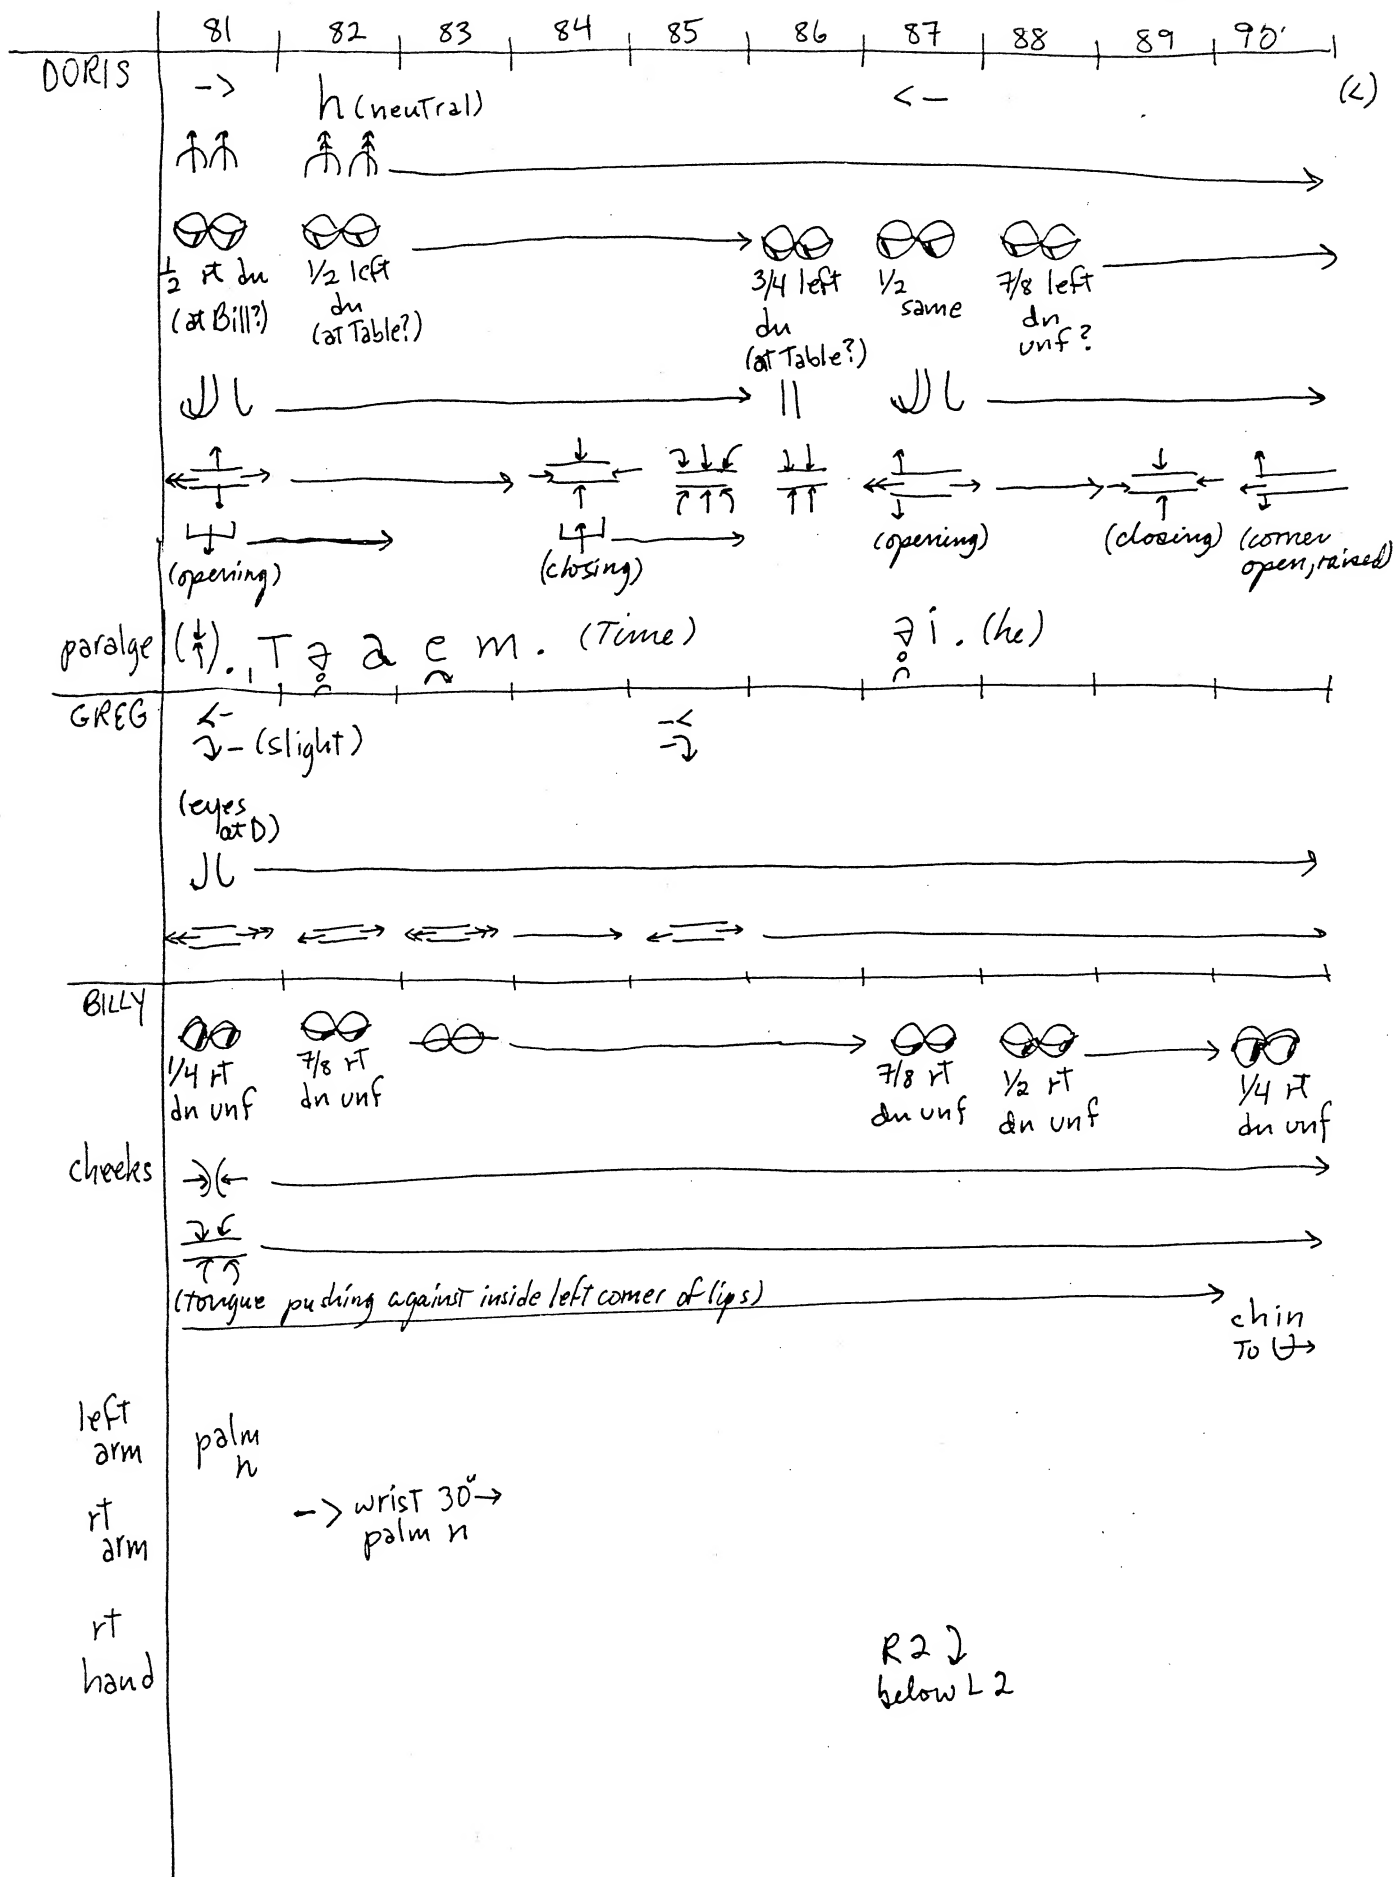 81 82 83 84 85 86 87 88 89 90
DORIS
-> h (neutral) <- (<)
1/2 rt dn 1/2 left 3/4 left 1/2 7/8 left
(at Bill?) dn dn same dn
(at Table?) (at Table?) unf?
(opening) (closing) (opening) (closing) (corner
open, raised)
paralge T a e m. (Time) i. (he)
GREG <- -<
(slight)
(eyes
at D)
BILLY
1/4 rt 7/8 rt 7/8 rt 1/2 rt 1/4 rt
dn unf dn unf dn unf dn unf dn unf
cheeks
(tongue pushing against inside left corner of lips)
chin
To
left
arm palm
n
rt
arm -> wrist 30° →
palm n
rt
hand R2
below L2